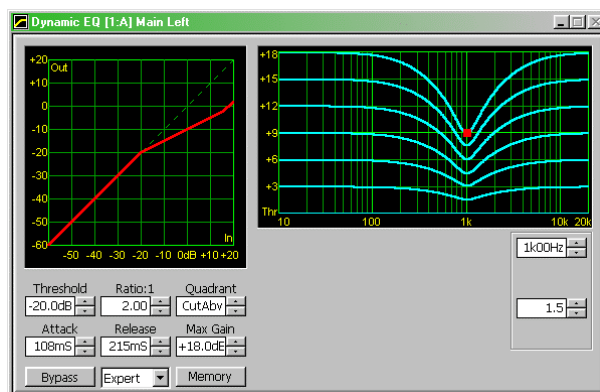 Dynamic EQ [1:A] Main Left
+20
Out
+10
0
-10
-20
-30
-40
-50
-60
In
-50 -40 -30 -20 -10 0dB +10 +20
+18
+15
+12
+9
+6
+3
Thr
10 100 1k 10k 20k
Threshold Ratio:1 Quadrant
-20.0dB 2.00 CutAbv
Attack Release Max Gain
108mS 215mS +18.0dE
Bypass Expert Memory
1k00Hz
1.5